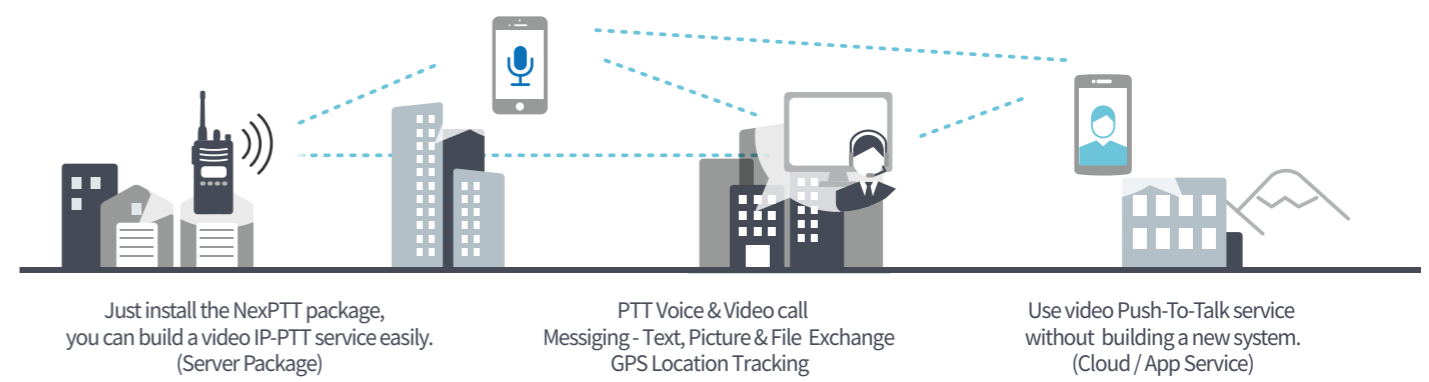 Just install the NexPTT package,
you can build a video IP-PTT service easily.
(Server Package)
PTT Voice & Video call
Messiging - Text, Picture & File Exchange
GPS Location Tracking
Use video Push-To-Talk service
without building a new system.
(Cloud / App Service)